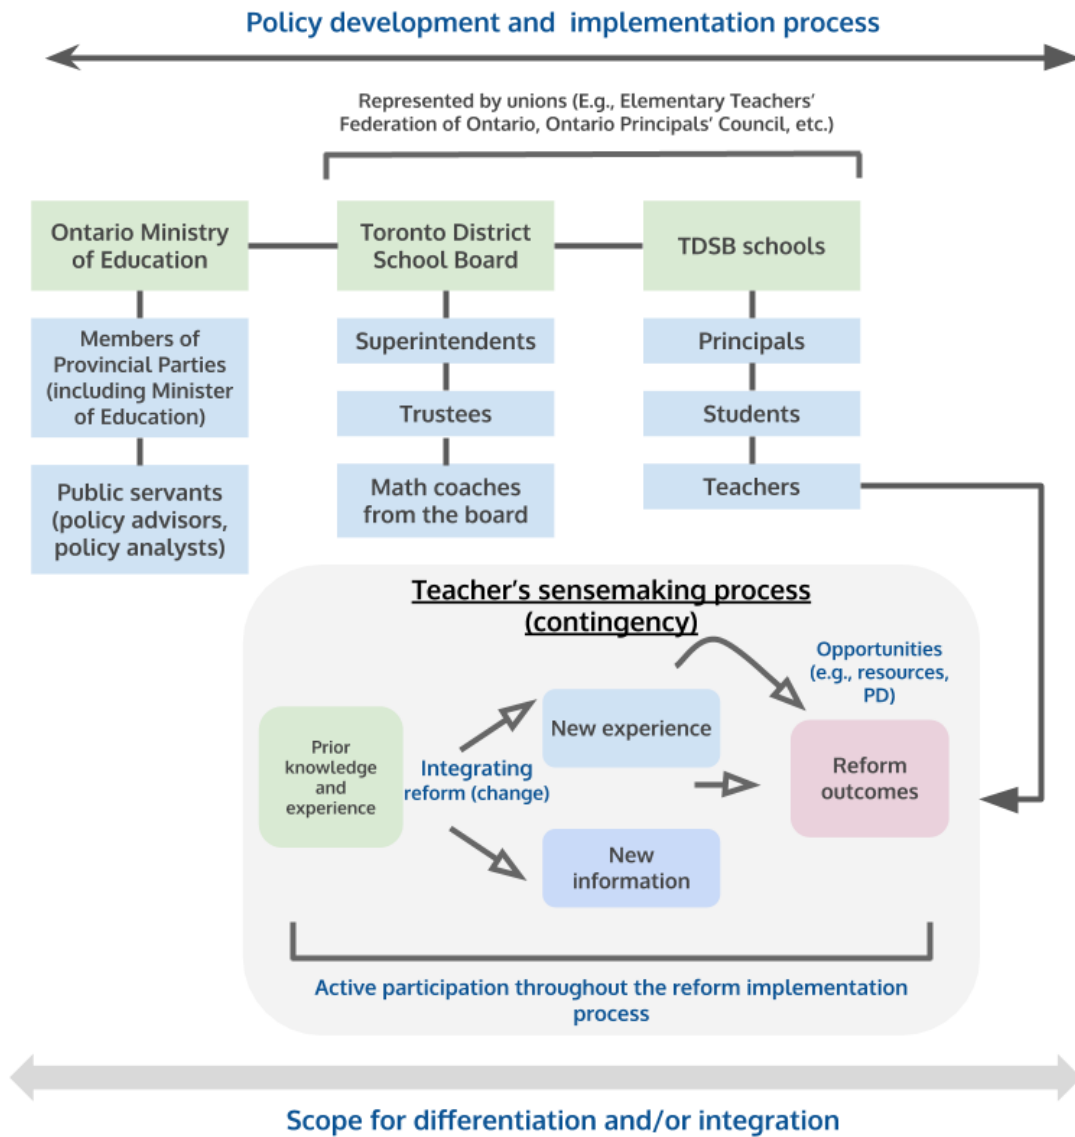 Policy development and implementation process
Represented by unions (E.g., Elementary Teachers'
Federation of Ontario, Ontario Principals' Council, etc.)
Ontario Ministry
of Education
Toronto District
School Board
TDSB schools
Members of
Provincial Parties
(including Minister
of Education)
Superintendents
Principals
Trustees
Students
Public servants
(policy advisors,
policy analysts)
Math coaches
from the board
Teachers
Teacher's sensemaking process
(contingency)
Opportunities
(e.g., resources,
PD)
Prior
knowledge
and
experience
Integrating
reform (change)
New experience
New
information
Reform
outcomes
Active participation throughout the reform implementation
process
Scope for differentiation and/or integration